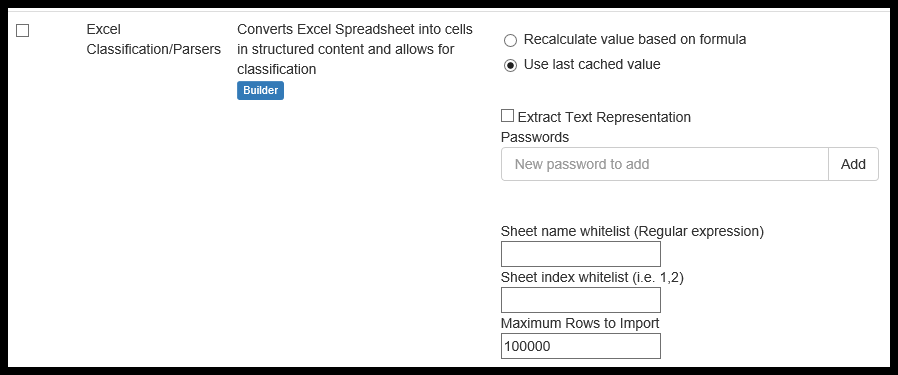 Excel
Classification/Parsers
Converts Excel Spreadsheet into cells
in structured content and allows for
classification
Builder
Recalculate value based on formula
Use last cached value
Extract Text Representation
Passwords
New password to add
Add
Sheet name whitelist (Regular expression)
Sheet index whitelist (i.e. 1,2)
Maximum Rows to Import
100000